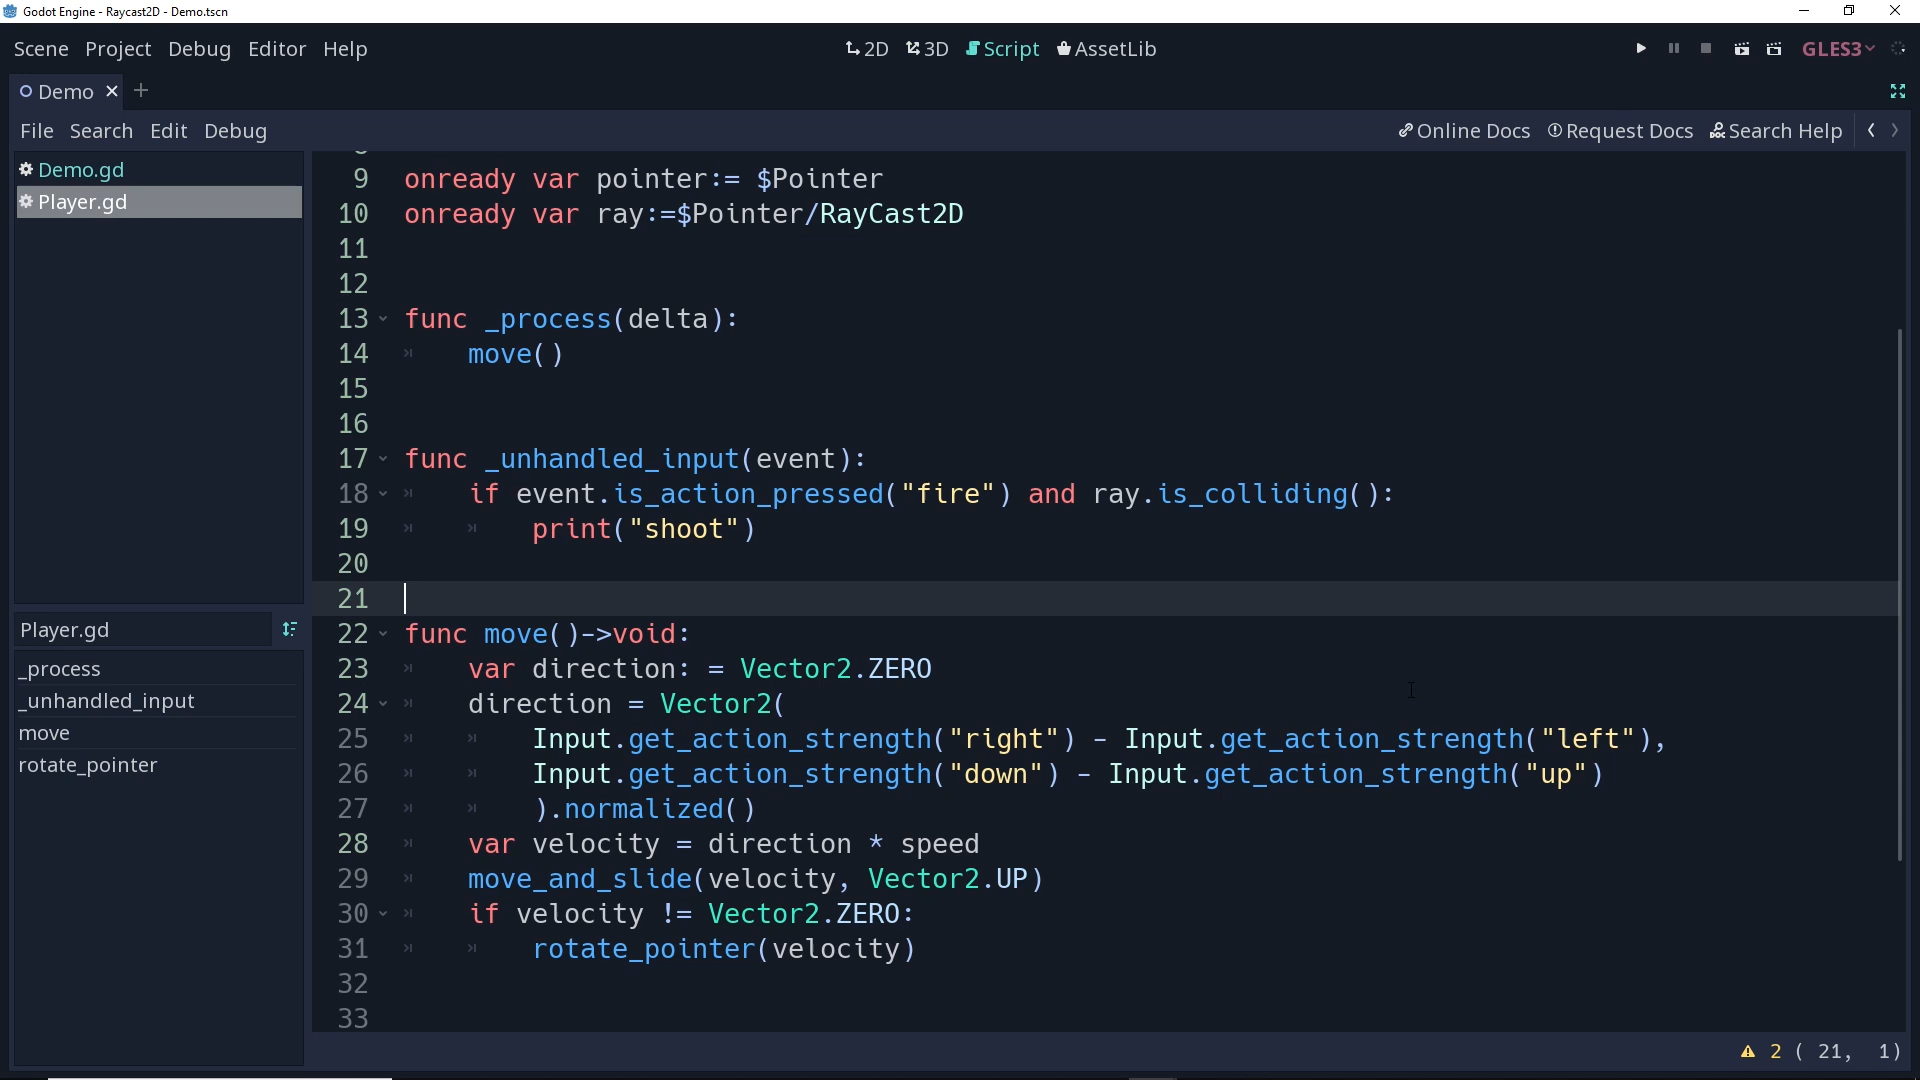 Godot Engine - Raycast2D - Demo.tscn
Scene Project Debug Editor Help 2D 3D Script AssetLib GLES3
Demo
File Search Edit Debug Online Docs Request Docs Search Help
Demo.gd
Player.gd
Player.gd
_process
_unhandled_input
move
rotate_pointer
9 onready var pointer:= $Pointer
10 onready var ray:=$Pointer/RayCast2D
11
12
13 func _process(delta):
14 move()
15
16
17 func _unhandled_input(event):
18 if event.is_action_pressed("fire") and ray.is_colliding():
19 print("shoot")
20
21
22 func move()->void:
23 var direction: = Vector2.ZERO
24 direction = Vector2(
25 Input.get_action_strength("right") - Input.get_action_strength("left"),
26 Input.get_action_strength("down") - Input.get_action_strength("up")
27 ).normalized()
28 var velocity = direction * speed
29 move_and_slide(velocity, Vector2.UP)
30 if velocity != Vector2.ZERO:
31 rotate_pointer(velocity)
32
33
2 ( 21, 1)